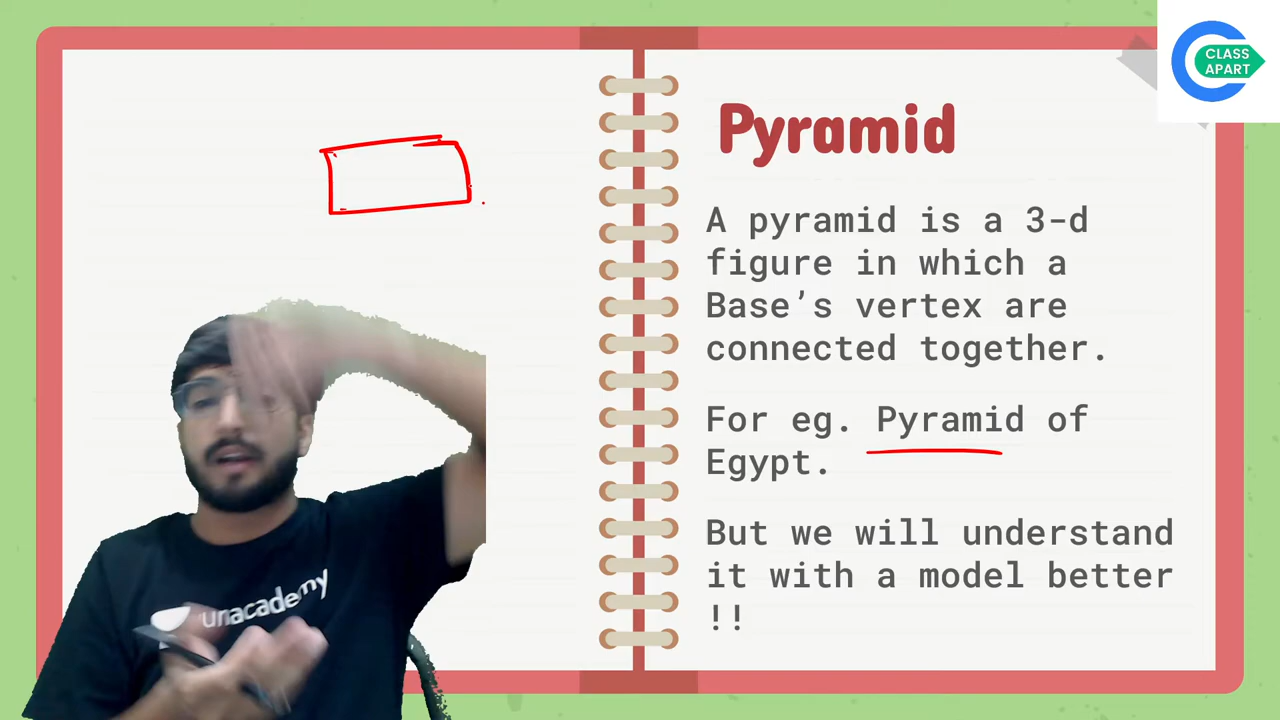 CLASS
APART
Pyramid
A pyramid is a 3-d
figure in which a
Base's vertex are
connected together.
For eg. Pyramid of
Egypt.
But we will understand
it with a model better
!!
unacademy